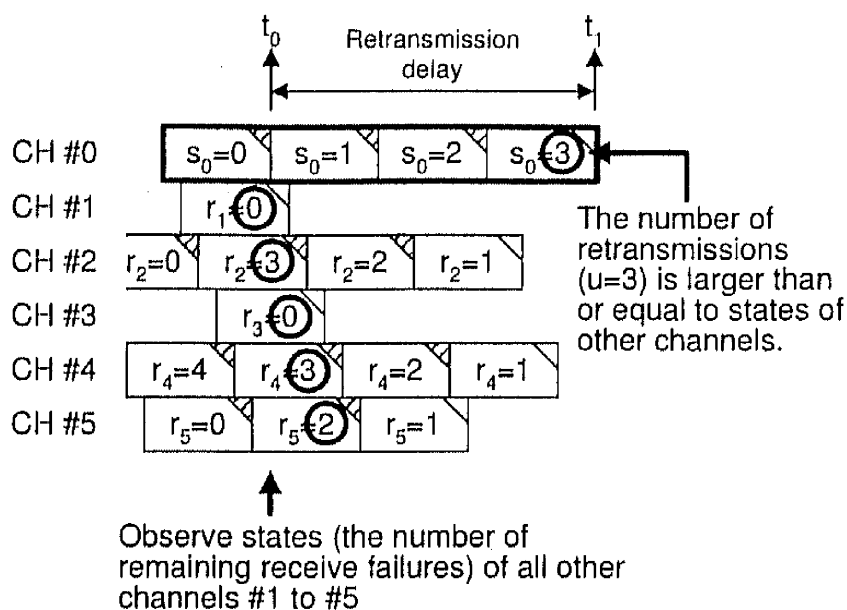 t0 Retransmission delay t1
CH #0 s0=0 s0=1 s0=2 s0=3
CH #1 r1=0
CH #2 r2=0 r2=3 r2=2 r2=1
CH #3 r3=0
CH #4 r4=4 r4=3 r4=2 r4=1
CH #5 r5=0 r5=2 r5=1
The number of
retransmissions
(u=3) is larger than
or equal to states of
other channels.
Observe states (the number of
remaining receive failures) of all other
channels #1 to #5